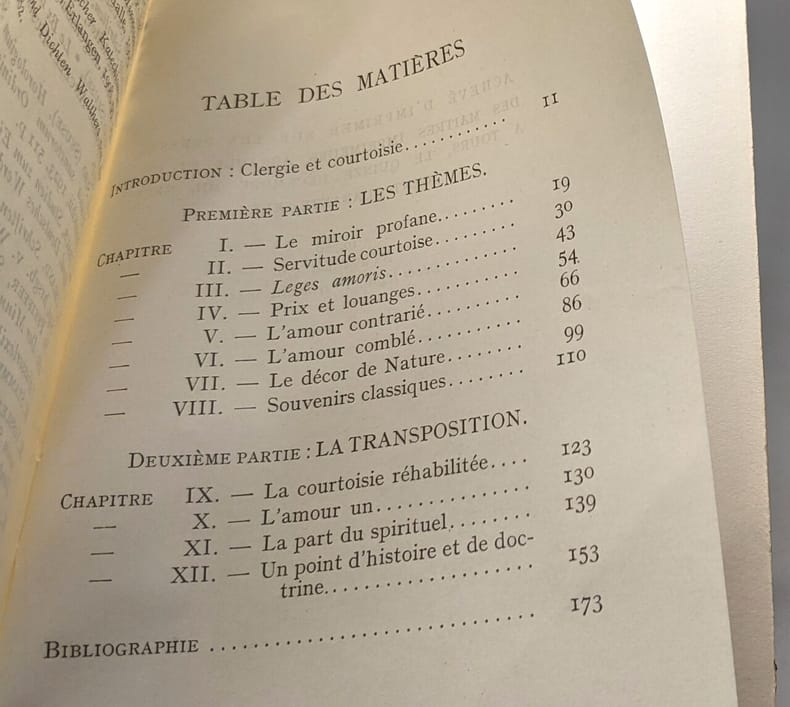 TABLE DES MATIÈRES
INTRODUCTION : Clergie et courtoisie............ 11
PREMIÈRE PARTIE : LES THÈMES.
CHAPITRE I. — Le miroir profane........ 19
— II. — Servitude courtoise........ 30
— III. — Leges amoris............ 43
— IV. — Prix et louanges.......... 54
— V. — L'amour contrarié......... 66
— VI. — L'amour comblé.......... 86
— VII. — Le décor de Nature....... 99
— VIII. — Souvenirs classiques....... 110
DEUXIÈME PARTIE : LA TRANSPOSITION.
CHAPITRE IX. — La courtoisie réhabilitée.... 123
— X. — L'amour un............. 130
— XI. — La part du spirituel........ 139
— XII. — Un point d'histoire et de doc-
trine................... 153
BIBLIOGRAPHIE ............................ 173
Erlangen
Dichten Walthers